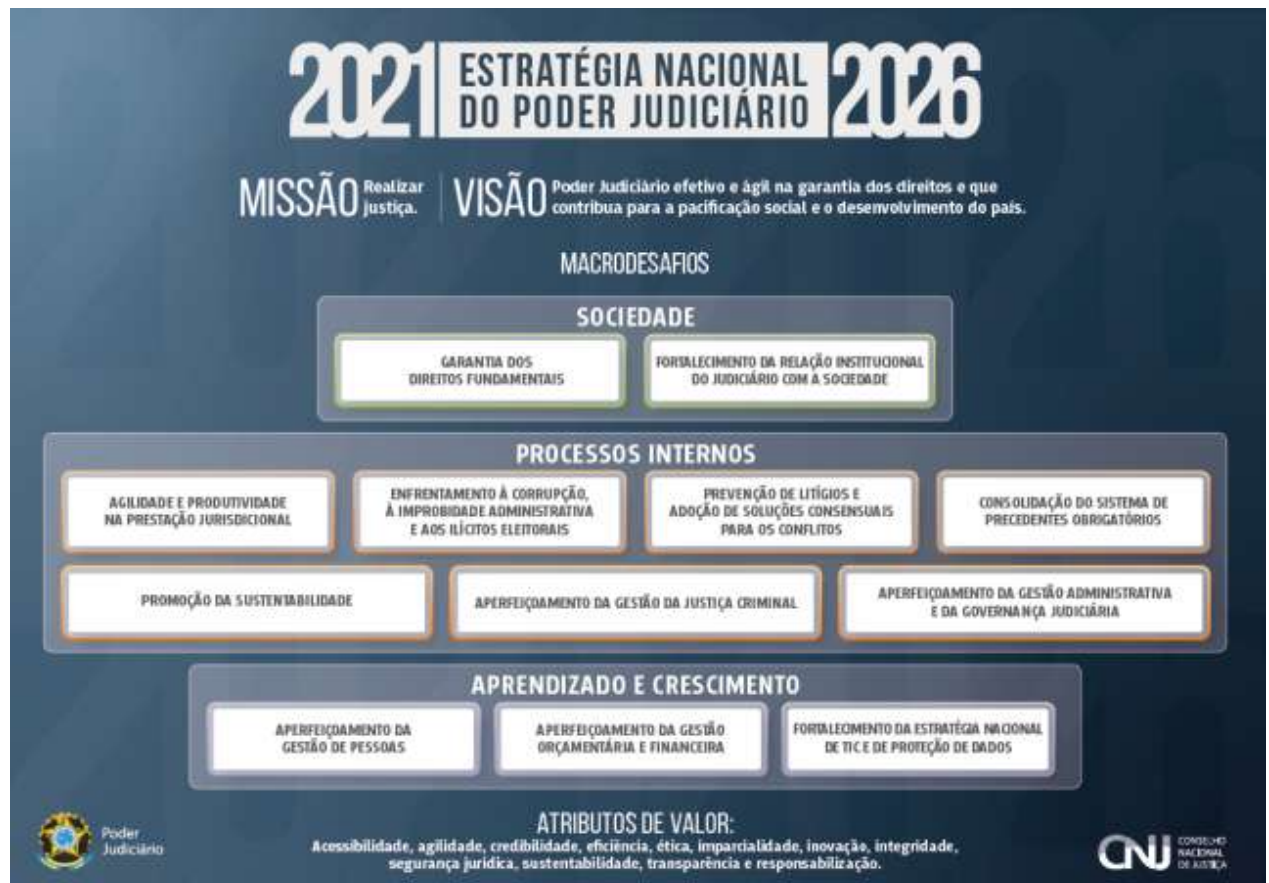 2021 ESTRATÉGIA NACIONAL DO PODER JUDICIÁRIO 2026
MISSÃO Realizar justiça.
VISÃO Poder Judiciário efetivo e ágil na garantia dos direitos e que
contribua para a pacificação social e o desenvolvimento do país.
MACRODESAFIOS
SOCIEDADE
GARANTIA DOS
DIREITOS FUNDAMENTAIS
FORTALECIMENTO DA RELAÇÃO INSTITUCIONAL
DO JUDICIÁRIO COM A SOCIEDADE
PROCESSOS INTERNOS
AGILIDADE E PRODUTIVIDADE
NA PRESTAÇÃO JURISDICIONAL
ENFRENTAMENTO À CORRUPÇÃO,
À IMPROBIDADE ADMINISTRATIVA
E AOS ILÍCITOS ELEITORAIS
PREVENÇÃO DE LITÍGIOS E
ADOÇÃO DE SOLUÇÕES CONSENSUAIS
PARA OS CONFLITOS
CONSOLIDAÇÃO DO SISTEMA DE
PRECEDENTES OBRIGATÓRIOS
PROMOÇÃO DA SUSTENTABILIDADE
APERFEIÇOAMENTO DA GESTÃO DA JUSTIÇA CRIMINAL
APERFEIÇOAMENTO DA GESTÃO ADMINISTRATIVA
E DA GOVERNANÇA JUDICIÁRIA
APRENDIZADO E CRESCIMENTO
APERFEIÇOAMENTO DA
GESTÃO DE PESSOAS
APERFEIÇOAMENTO DA GESTÃO
ORÇAMENTÁRIA E FINANCEIRA
FORTALECIMENTO DA ESTRATÉGIA NACIONAL
DE TIC E DE PROTEÇÃO DE DADOS
ATRIBUTOS DE VALOR:
Acessibilidade, agilidade, credibilidade, eficiência, ética, imparcialidade, inovação, integridade,
segurança jurídica, sustentabilidade, transparência e responsabilização.
Poder
Judiciário
CNJ
CONSELHO
NACIONAL
DE JUSTIÇA